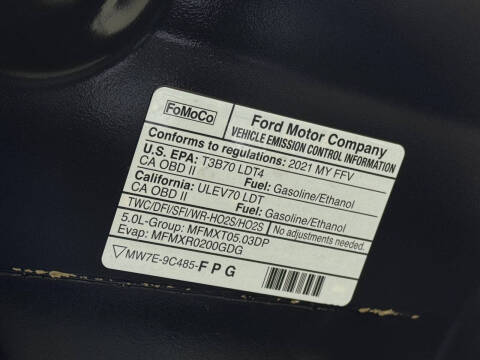 FoMoCo
Ford Motor Company
VEHICLE EMISSION CONTROL INFORMATION
Conforms to regulations: 2021 MY FFV
U.S. EPA: T3B70 LDT4
CA OBD II Fuel: Gasoline/Ethanol
California: ULEV70 LDT
CA OBD II Fuel: Gasoline/Ethanol
TWC/DFI/SFI/WR-HO2S/HO2S No adjustments needed.
5.0L-Group: MFMXT05.03DP
Evap: MFMXR0200GDG
MW7E-9C485-FPG